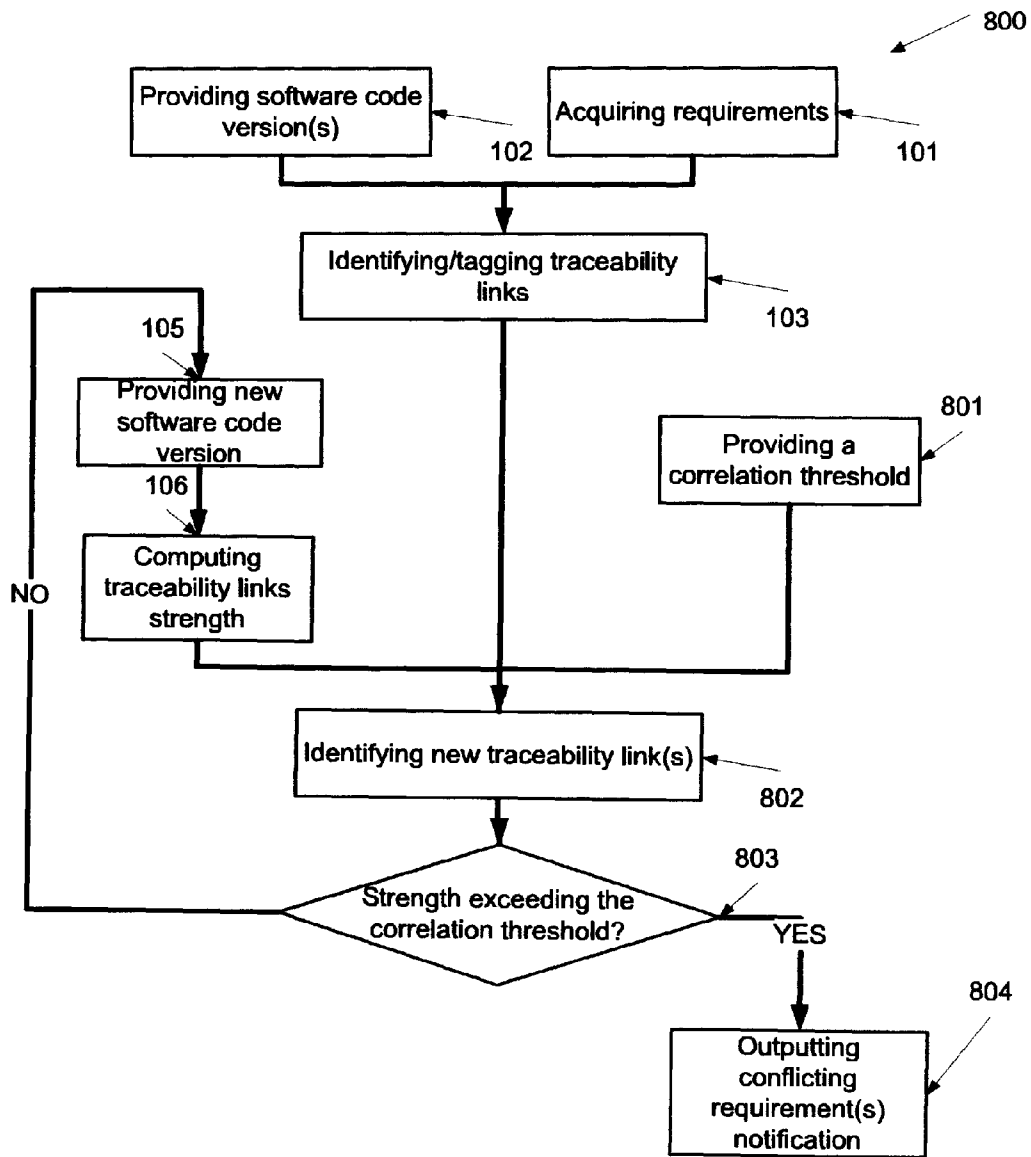 800
Providing software code
version(s)
102
Acquiring requirements
101
Identifying/tagging traceability
links
103
105
Providing new
software code
version
801
Providing a
correlation threshold
106
Computing
traceability links
strength
NO
Identifying new traceability link(s)
802
Strength exceeding the
correlation threshold?
803
YES
804
Outputting
conflicting
requirement(s)
notification